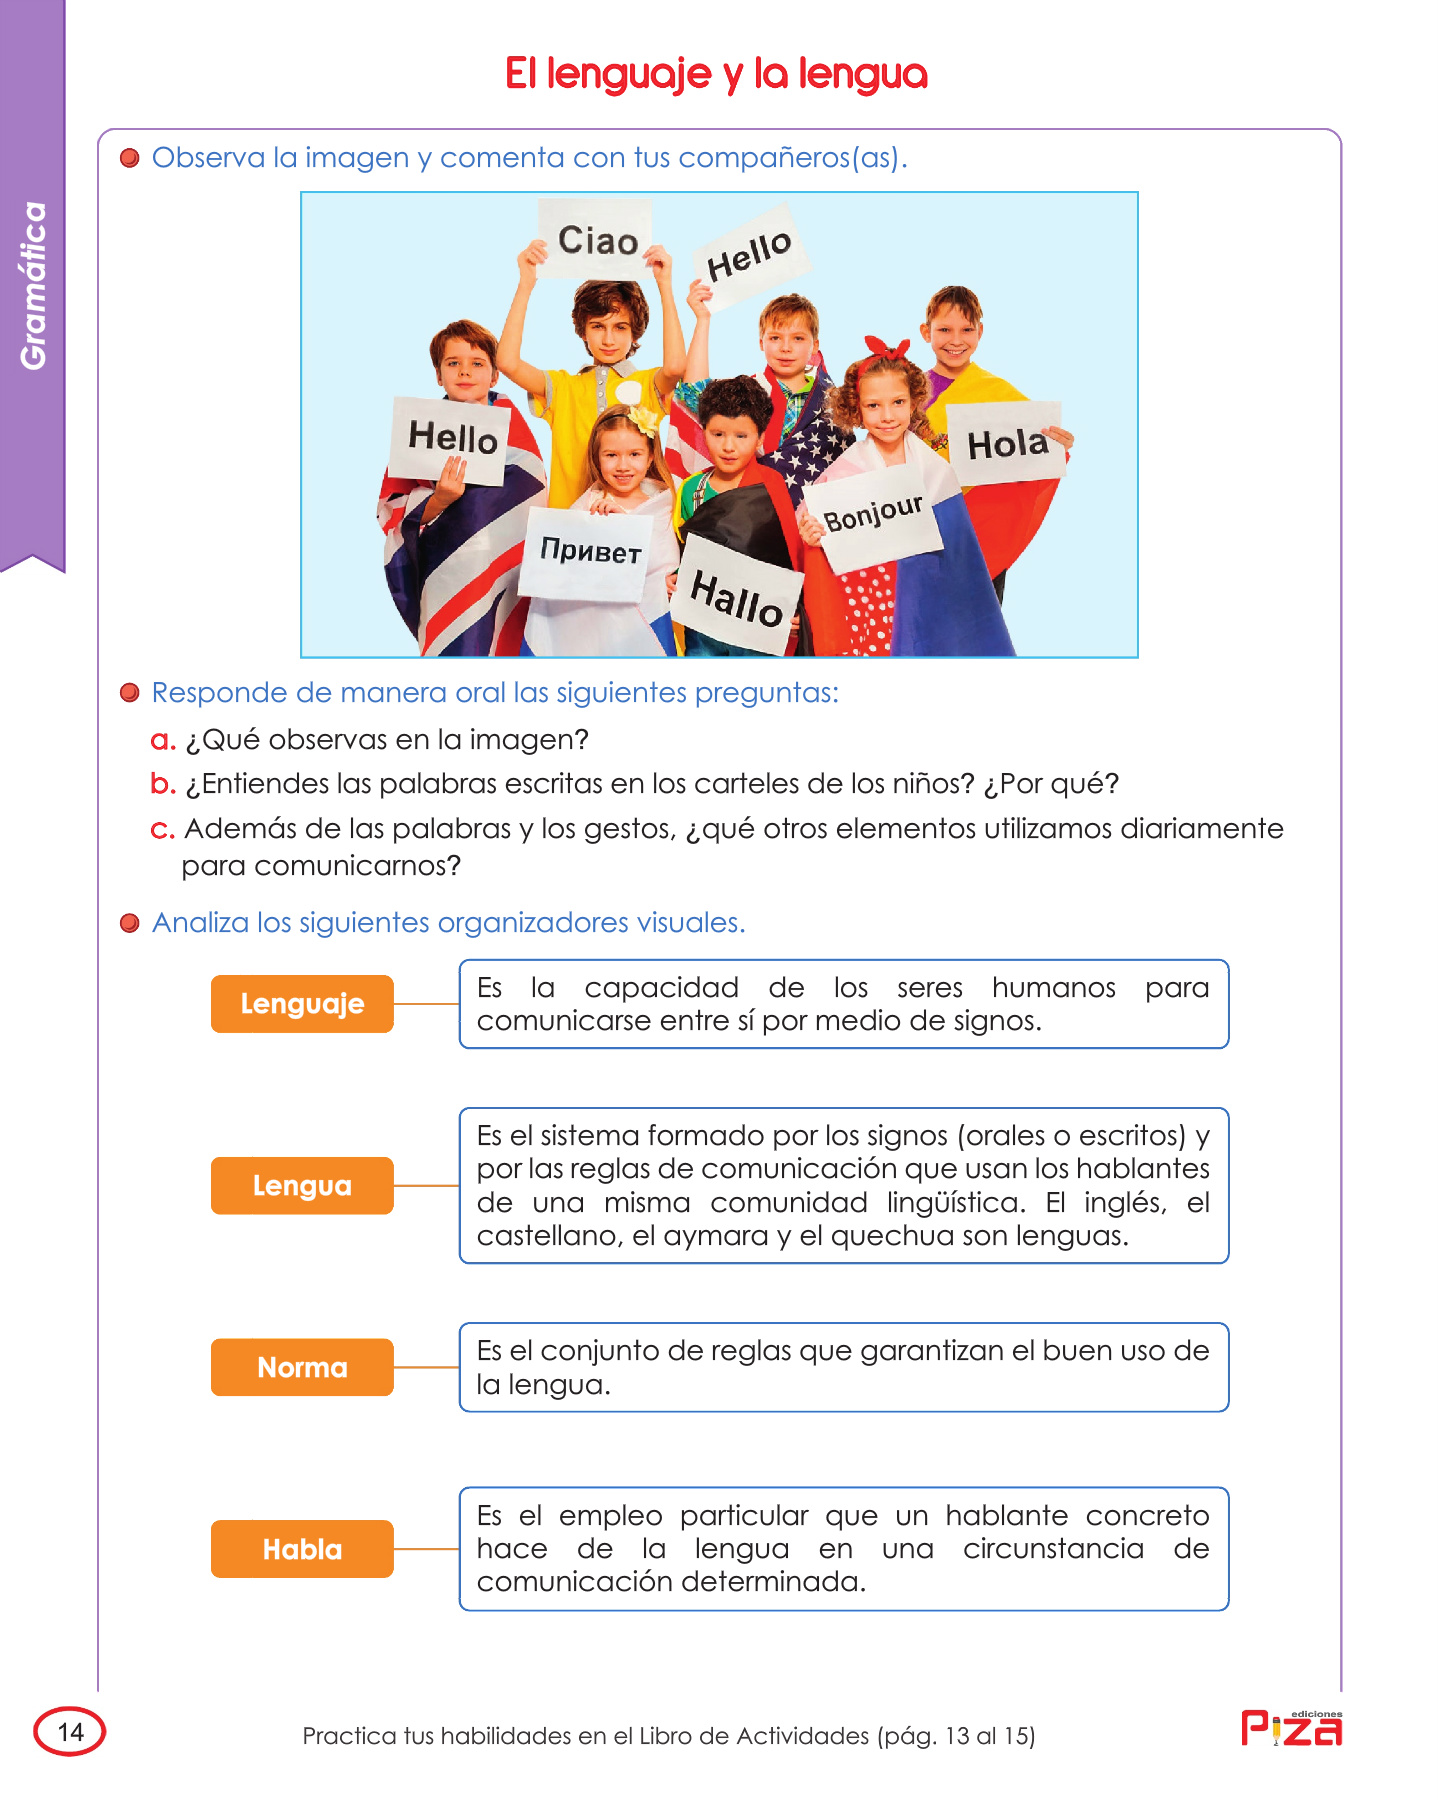 El lenguaje y la lengua
Gramática
Observa la imagen y comenta con tus compañeros(as).
Ciao
Hello
Hello
Hola
Привет
Bonjour
Hallo
Responde de manera oral las siguientes preguntas:
a. ¿Qué observas en la imagen?
b. ¿Entiendes las palabras escritas en los carteles de los niños? ¿Por qué?
c. Además de las palabras y los gestos, ¿qué otros elementos utilizamos diariamente
para comunicarnos?
Analiza los siguientes organizadores visuales.
Lenguaje
Es la capacidad de los seres humanos para
comunicarse entre sí por medio de signos.
Lengua
Es el sistema formado por los signos (orales o escritos) y
por las reglas de comunicación que usan los hablantes
de una misma comunidad lingüística. El inglés, el
castellano, el aymara y el quechua son lenguas.
Norma
Es el conjunto de reglas que garantizan el buen uso de
la lengua.
Habla
Es el empleo particular que un hablante concreto
hace de la lengua en una circunstancia de
comunicación determinada.
14
Practica tus habilidades en el Libro de Actividades (pág. 13 al 15)
ediciones
Piza